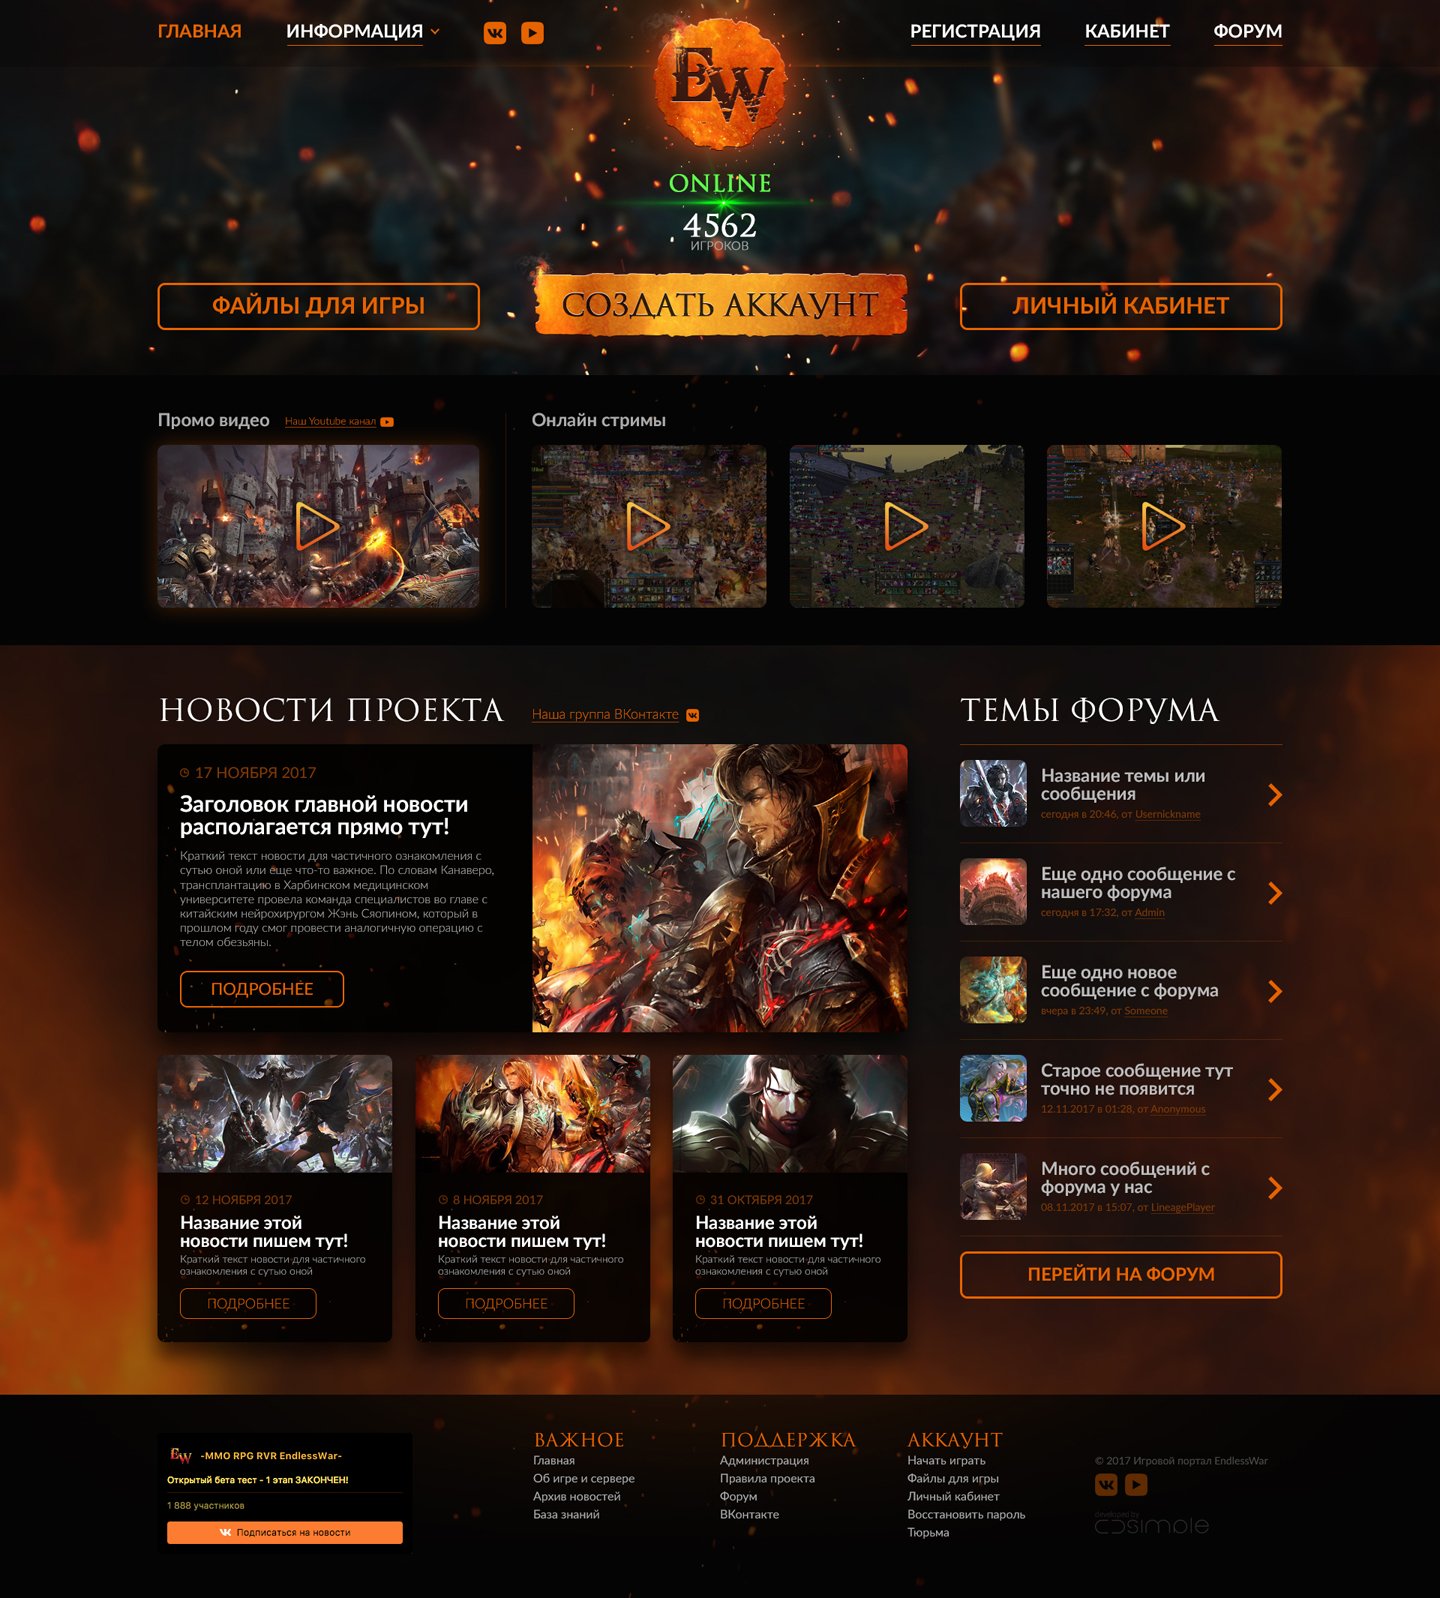 ГЛАВНАЯ
ИНФОРМАЦИЯ
EW
РЕГИСТРАЦИЯ
КАБИНЕТ
ФОРУМ
ONLINE
4562
ИГРОКОВ
ФАЙЛЫ ДЛЯ ИГРЫ
СОЗДАТЬ АККАУНТ
ЛИЧНЫЙ КАБИНЕТ
Промо видео
Наш Youtube канал
Онлайн стримы
НОВОСТИ ПРОЕКТА
Наша группа ВКонтакте
17 НОЯБРЯ 2017
Заголовок главной новости
располагается прямо тут!
Краткий текст новости для частичного ознакомления с
сутью оной или еще что-то важное. По словам Канаверо,
трансплантацию в Харбинском медицинском
университете провела команда специалистов во главе с
китайским нейрохирургом Жэнь Сяопином, который в
прошлом году смог провести аналогичную операцию с
телом обезьяны.
ПОДРОБНЕЕ
12 НОЯБРЯ 2017
Название этой
новости пишем тут!
Краткий текст новости для частичного
ознакомления с сутью оной
ПОДРОБНЕЕ
8 НОЯБРЯ 2017
Название этой
новости пишем тут!
Краткий текст новости для частичного
ознакомления с сутью оной
ПОДРОБНЕЕ
31 ОКТЯБРЯ 2017
Название этой
новости пишем тут!
Краткий текст новости для частичного
ознакомления с сутью оной
ПОДРОБНЕЕ
ТЕМЫ ФОРУМА
Название темы или
сообщения
сегодня в 20:46, от Usernickname
Еще одно сообщение с
нашего форума
сегодня в 17:32, от Admin
Еще одно новое
сообщение с форума
вчера в 23:49, от Someone
Старое сообщение тут
точно не появится
12.11.2017 в 01:28, от Anonymous
Много сообщений с
форума у нас
08.11.2017 в 15:07, от LineagePlayer
ПЕРЕЙТИ НА ФОРУМ
EW
-MMO RPG RVR EndlessWar-
Открытый бета тест - 1 этап ЗАКОНЧЕН!
1 888 участников
Подписаться на новости
ВАЖНОЕ
Главная
Об игре и сервере
Архив новостей
База знаний
ПОДДЕРЖКА
Администрация
Правила проекта
Форум
ВКонтакте
АККАУНТ
Начать играть
Файлы для игры
Личный кабинет
Восстановить пароль
Тюрьма
© 2017 Игровой портал EndlessWar
developed by
simple